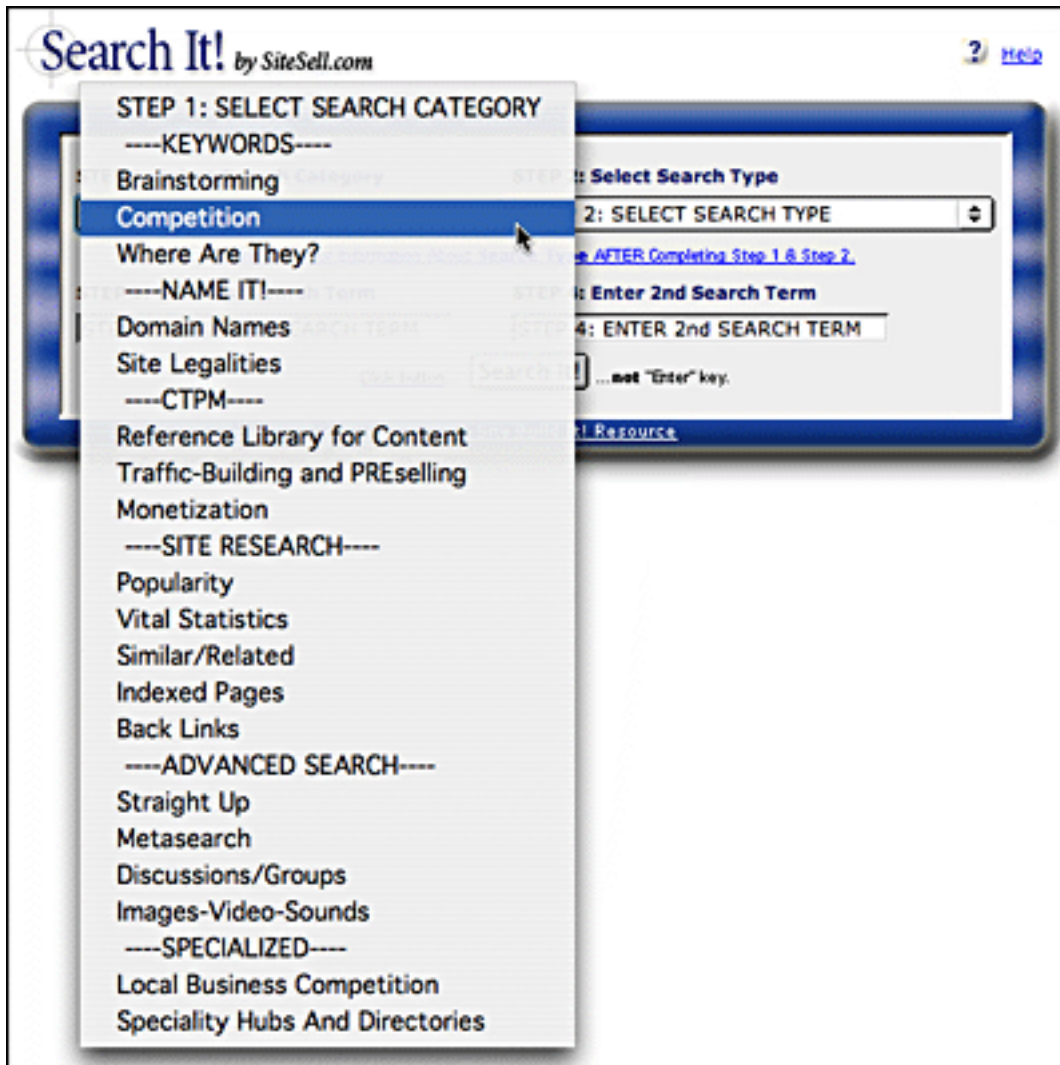 Search It! by SiteSell.com
? Help
STEP 1: SELECT SEARCH CATEGORY
----KEYWORDS----
Brainstorming
Competition
Where Are They?
----NAME IT!----
Domain Names
Site Legalities
----CTPM----
Reference Library for Content
Traffic-Building and PREselling
Monetization
----SITE RESEARCH----
Popularity
Vital Statistics
Similar/Related
Indexed Pages
Back Links
----ADVANCED SEARCH----
Straight Up
Metasearch
Discussions/Groups
Images-Video-Sounds
----SPECIALIZED----
Local Business Competition
Speciality Hubs And Directories
STEP 2: Select Search Type
2: SELECT SEARCH TYPE
AFTER Completing Step 1 & Step 2.
STEP 4: Enter 2nd Search Term
STEP 4: ENTER 2nd SEARCH TERM
Search It! ...not "Enter" key.
It! Resource